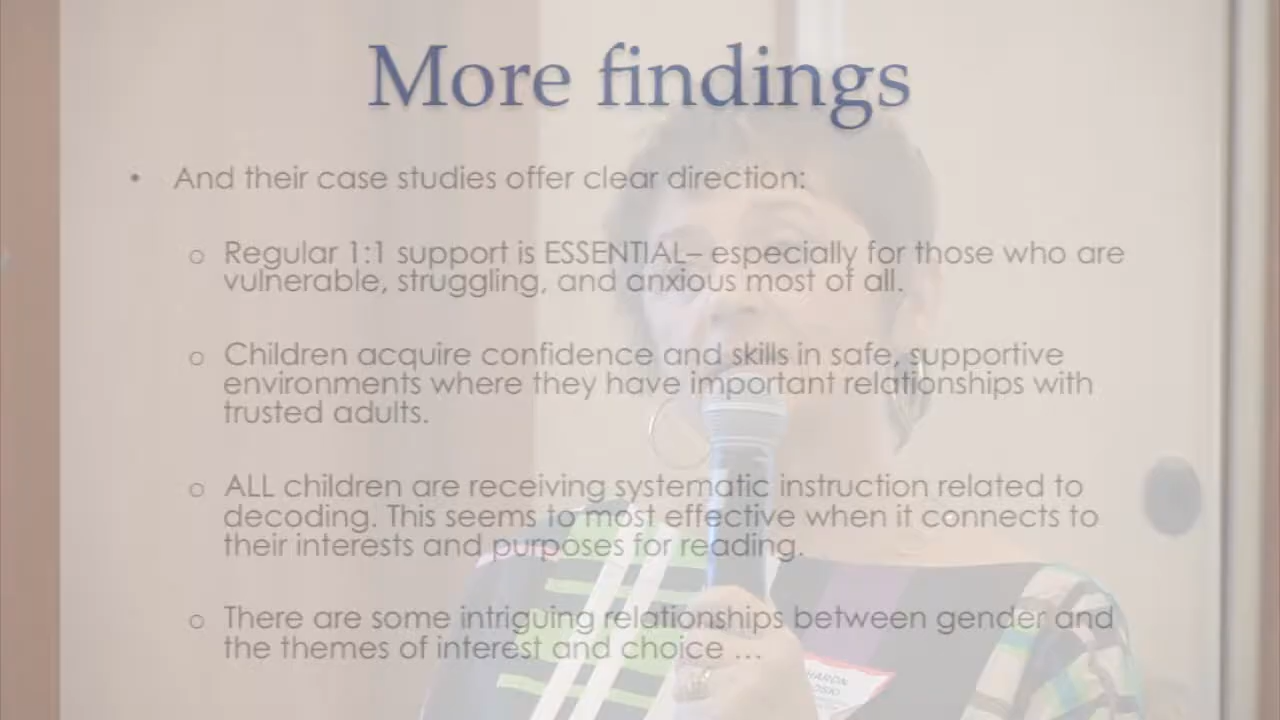 More findings
• And their case studies offer clear direction:
o Regular 1:1 support is ESSENTIAL– especially for those who are
vulnerable, struggling, and anxious most of all.
o Children acquire confidence and skills in safe, supportive
environments where they have important relationships with
trusted adults.
o ALL children are receiving systematic instruction related to
decoding. This seems to most effective when it connects to
their interests and purposes for reading.
o There are some intriguing relationships between gender and
the themes of interest and choice …